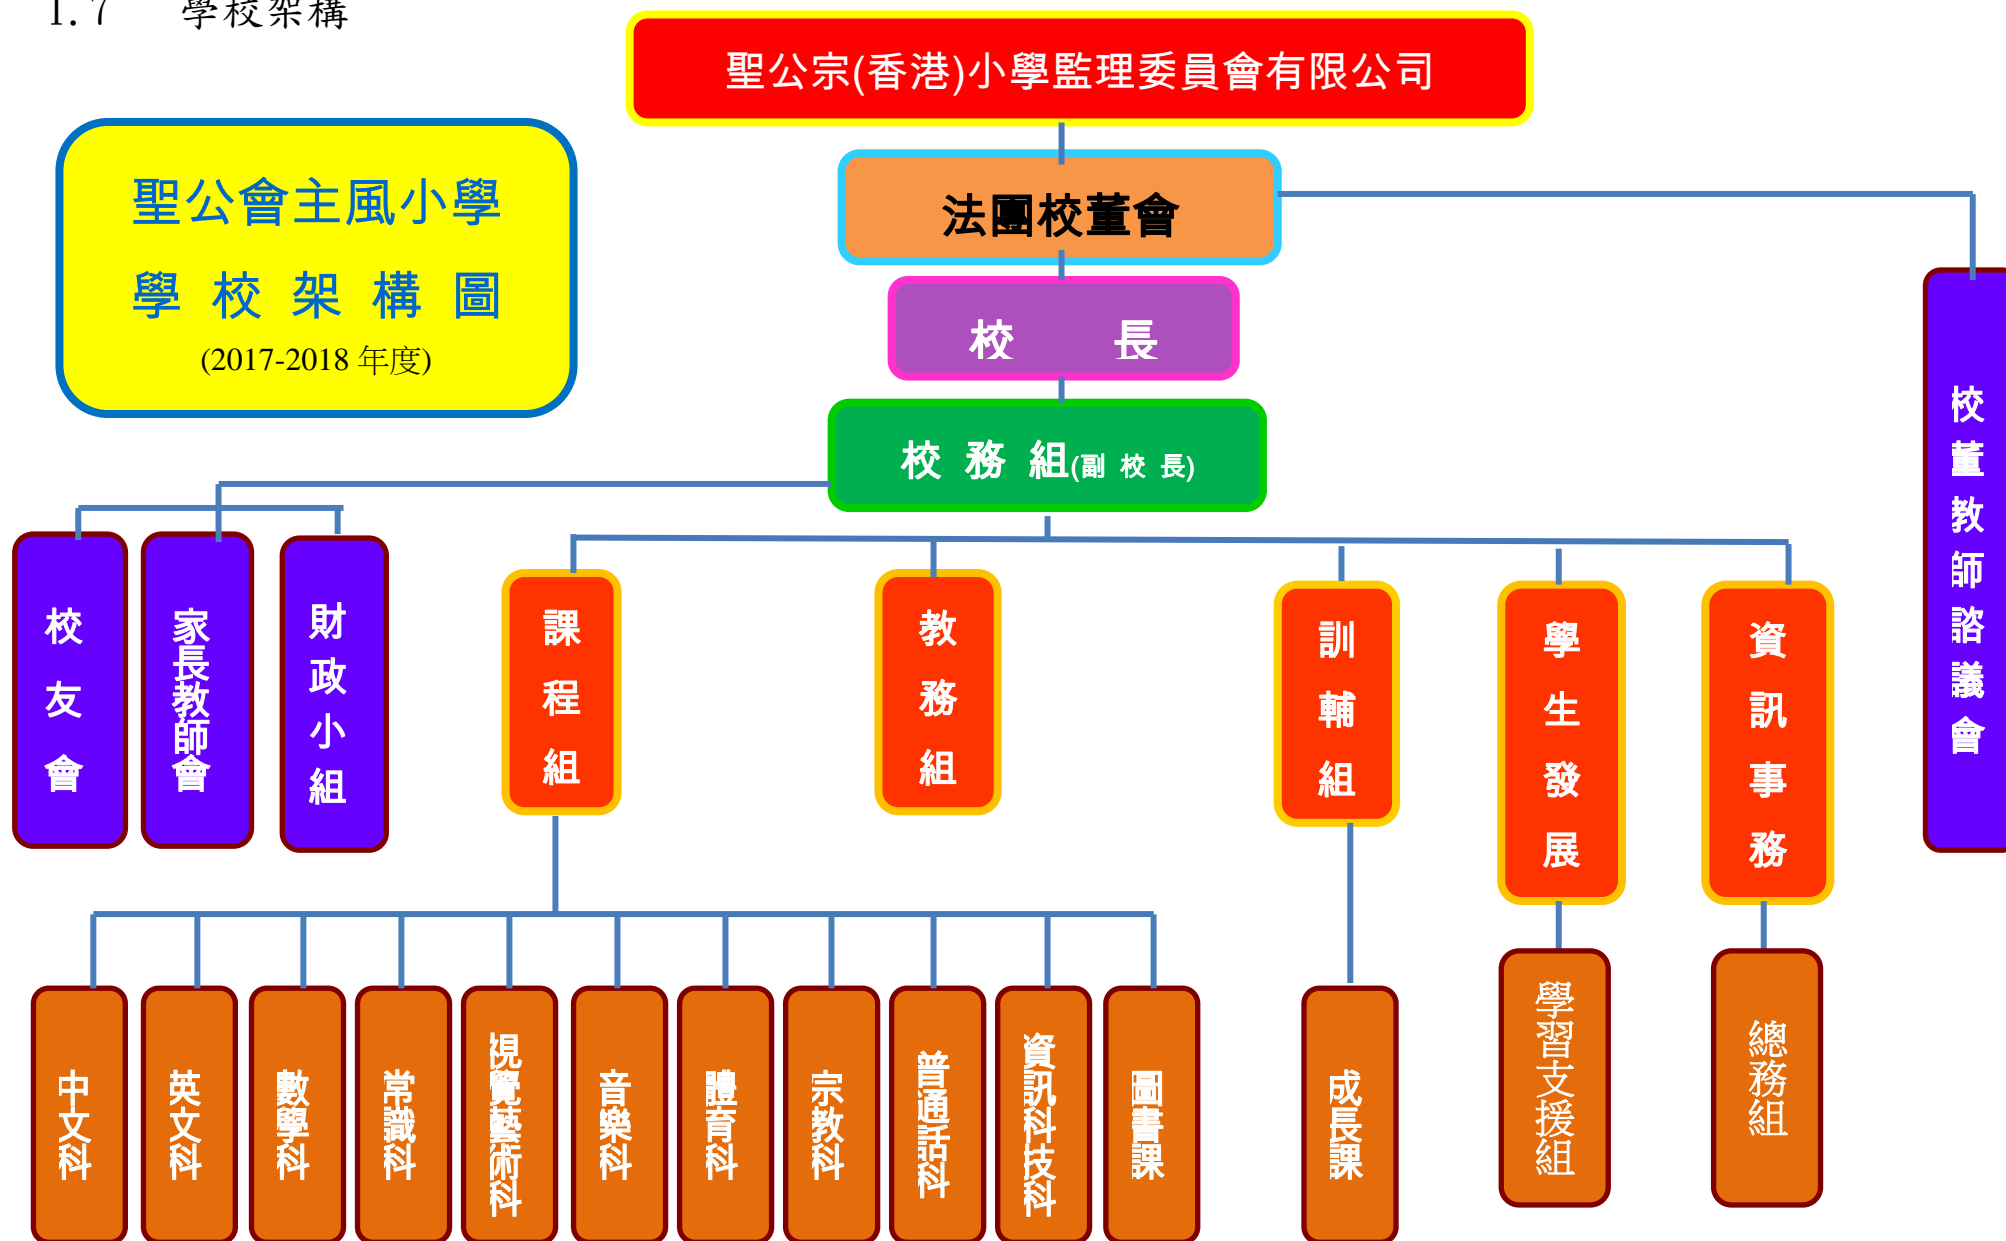 1.7 學校架構
聖公宗(香港)小學監理委員會有限公司
聖公會主風小學
學 校 架 構 圖
(2017-2018 年度)
法團校董會
校 長
校 務 組(副 校 長)
校董教師諮議會
校友會
家長教師會
財政小組
課程組
教務組
訓輔組
學生發展
資訊事務
中文科
英文科
數學科
常識科
視覺藝術科
音樂科
體育科
宗教科
普通話科
資訊科技科
圖書課
成長課
學習支援組
總務組